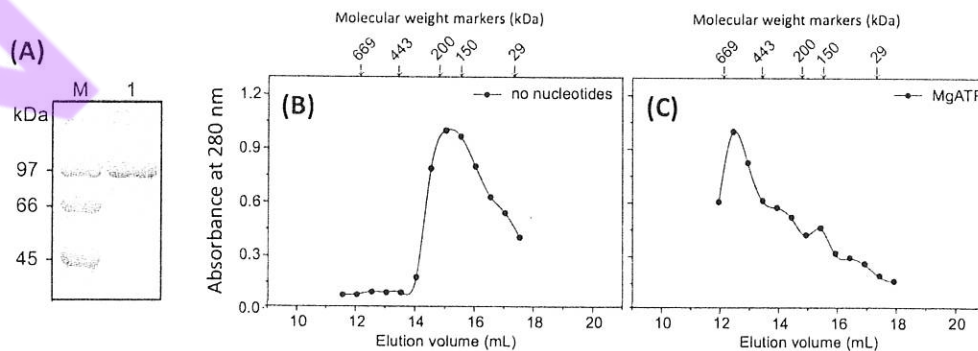 (A)
M 1
kDa
97
66
45
Molecular weight markers (kDa)
669 443 200 150 29
(B)
no nucleotides
Absorbance at 280 nm
1.2
0.9
0.6
0.3
0.0
10 12 14 16 18 20
Elution volume (mL)
Molecular weight markers (kDa)
669 443 200 150 29
(C)
MgATP
10 12 14 16 18 20
Elution volume (mL)